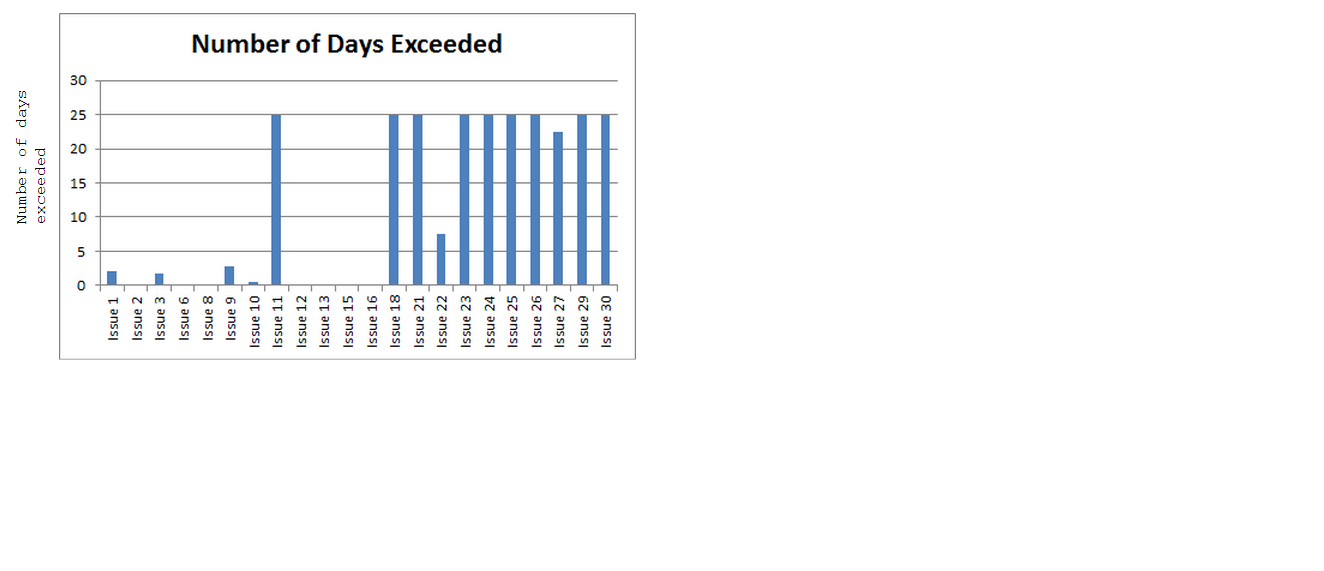 Number of Days Exceeded
Number of days
exceeded
30
25
20
15
10
5
0
Issue 1
Issue 2
Issue 3
Issue 6
Issue 8
Issue 9
Issue 10
Issue 11
Issue 12
Issue 13
Issue 15
Issue 16
Issue 18
Issue 21
Issue 22
Issue 23
Issue 24
Issue 25
Issue 26
Issue 27
Issue 29
Issue 30